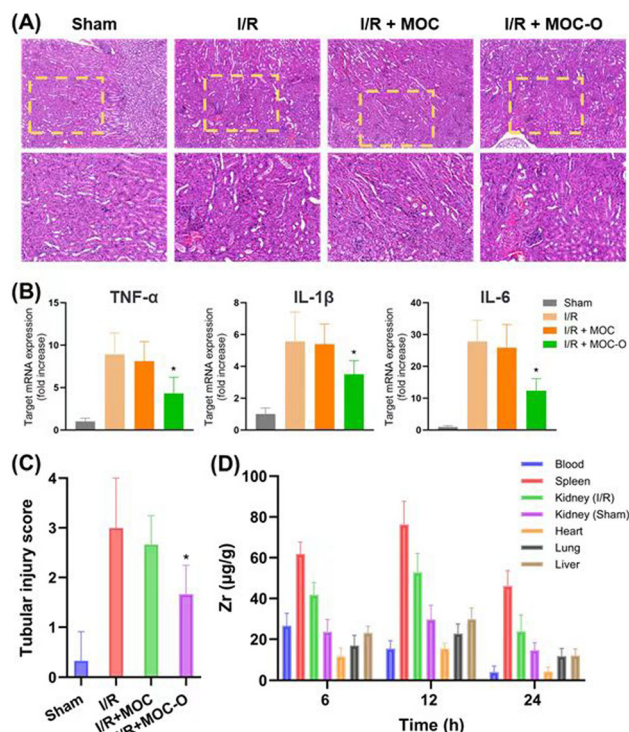 (A)
Sham
I/R
I/R + MOC
I/R + MOC-O
(B)
TNF-α
IL-1β
IL-6
Target mRNA expression
(fold increase)
15
10
5
0
*
Target mRNA expression
(fold increase)
8
6
4
2
0
*
Target mRNA expression
(fold increase)
40
30
20
10
0
*
Sham
I/R
I/R + MOC
I/R + MOC-O
(C)
Tubular injury score
4
3
2
1
0
*
Sham
I/R
I/R+MOC
I/R+MOC-O
(D)
Zr (μg/g)
100
80
60
40
20
0
Blood
Spleen
Kidney (I/R)
Kidney (Sham)
Heart
Lung
Liver
6
12
24
Time (h)